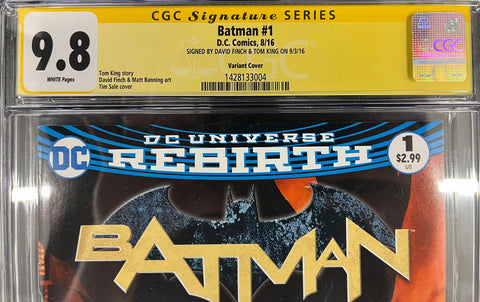 CGC Signature SERIES
9.8
WHITE Pages
Batman #1
D.C. Comics, 8/16
SIGNED BY DAVID FINCH & TOM KING ON 9/3/16
Variant Cover
1428133004
Tom King story
David Finch & Matt Banning art
Tim Sale cover
CGC
DC UNIVERSE
REBIRTH
DC
1
$2.99
US
BATMAN